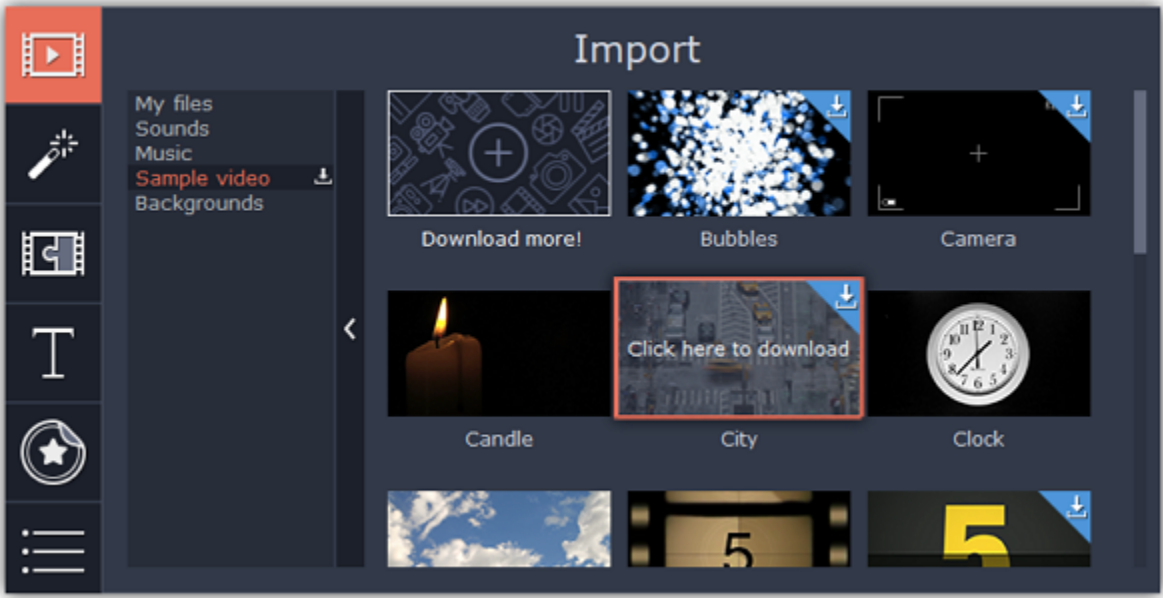 Import
My files
Sounds
Music
Sample video
Backgrounds
Download more!
Bubbles
Camera
Click here to download
Candle
City
Clock
5
5